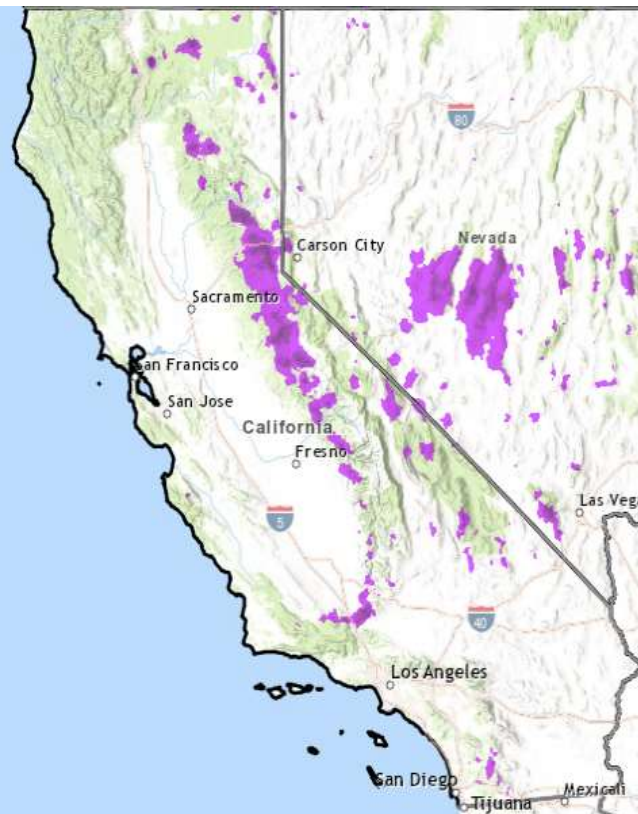 80
Nevada
Carson City
Sacramento
San Francisco
San Jose
California
Fresno
Las Vega
5
40
Los Angeles
San Diego
Mexicali
Tijuana